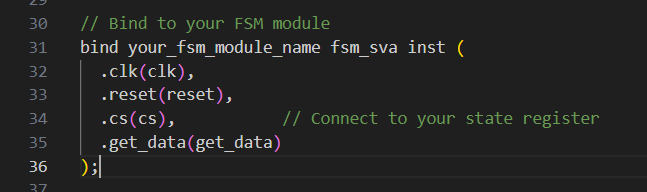 30 // Bind to your FSM module
31 bind your_fsm_module_name fsm_sva inst (
32 .clk(clk),
33 .reset(reset),
34 .cs(cs), // Connect to your state register
35 .get_data(get_data)
36 );
37